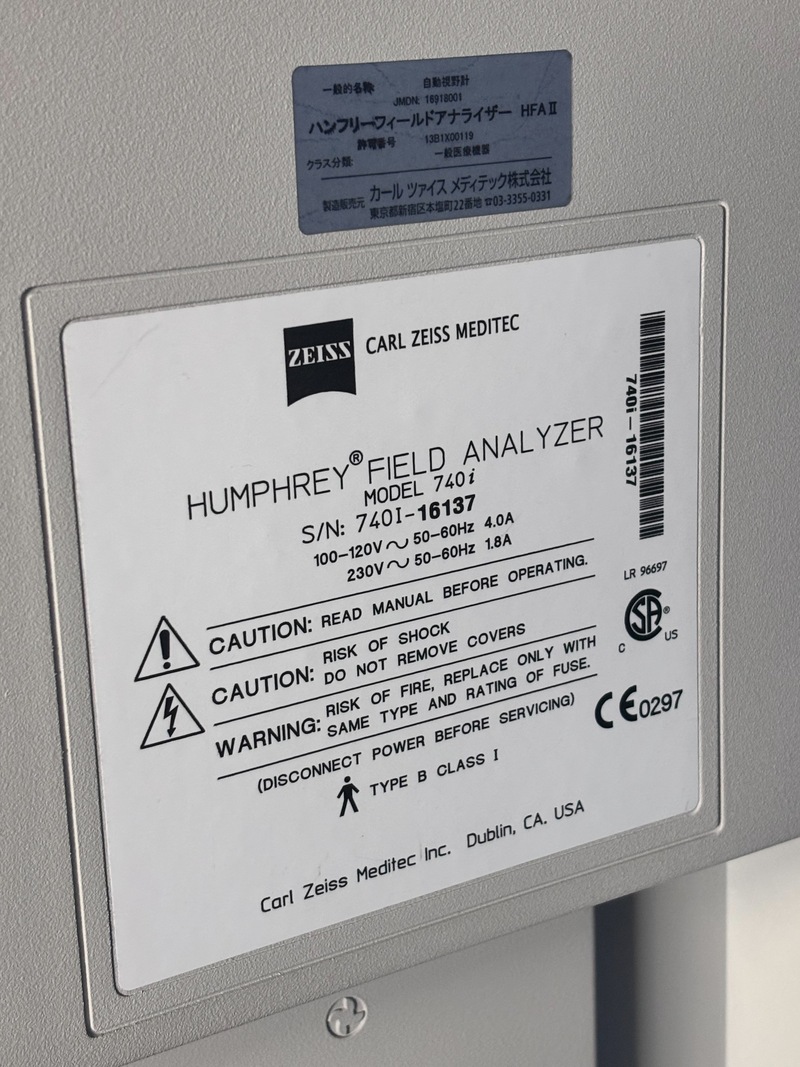 一般的名称 自動視野計
JMDN: 16918001
ハンフリーフィールドアナライザー HFAⅡ
許可番号 13B1X00119
クラス分類: 一般医療機器
製造販売元 カール ツァイス メディテック株式会社
東京都新宿区本塩町22番地 ☎03-3355-0331
ZEISS CARL ZEISS MEDITEC
HUMPHREY® FIELD ANALYZER
MODEL 740i
S/N: 740I-16137
100-120V ~ 50-60Hz 4.0A
230V ~ 50-60Hz 1.8A
740i-16137
CAUTION: READ MANUAL BEFORE OPERATING.
CAUTION: RISK OF SHOCK
DO NOT REMOVE COVERS
WARNING: RISK OF FIRE, REPLACE ONLY WITH
SAME TYPE AND RATING OF FUSE.
(DISCONNECT POWER BEFORE SERVICING)
TYPE B CLASS I
LR 96697
C SA® US
CE 0297
Carl Zeiss Meditec Inc. Dublin, CA. USA